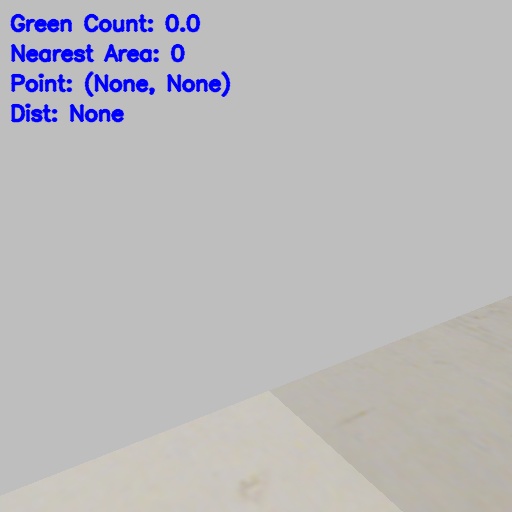 Green Count: 0.0
Nearest Area: 0
Point: (None, None)
Dist: None